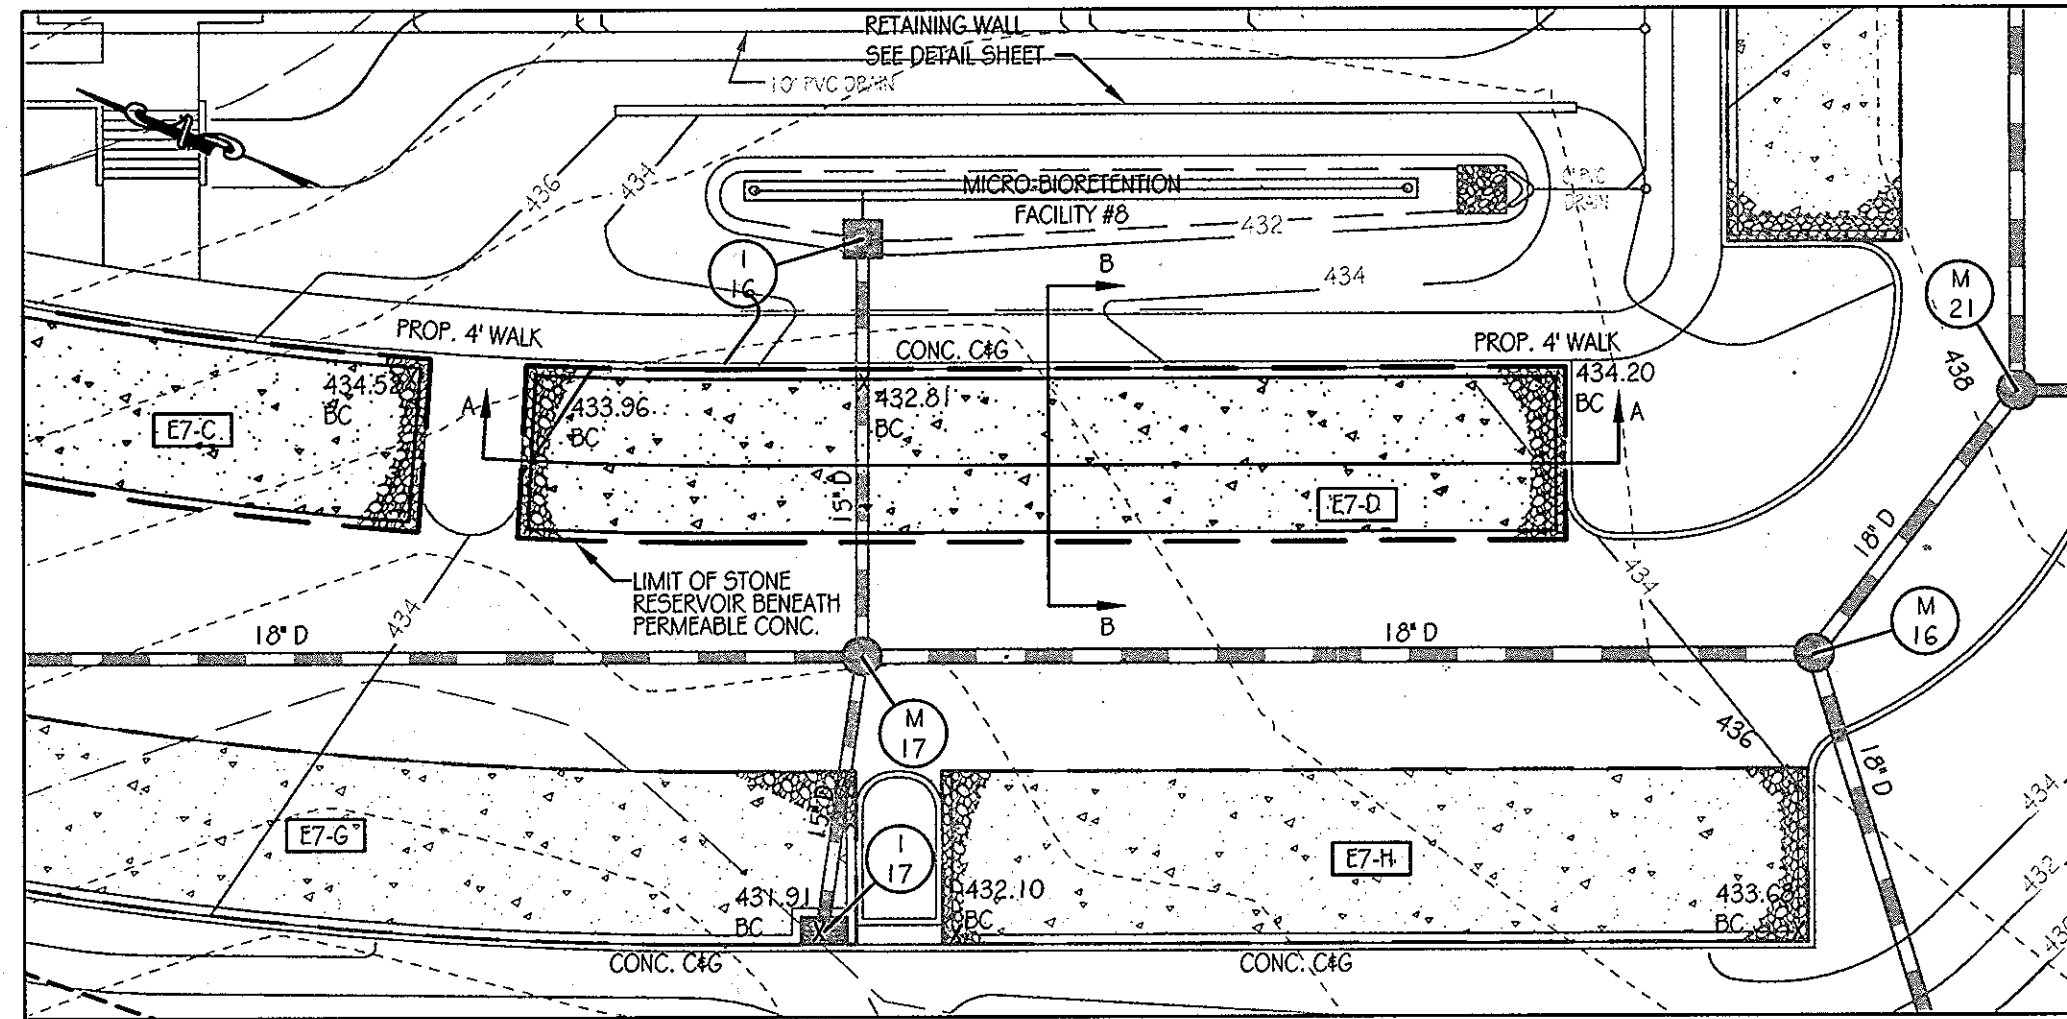 RETAINING WALL
SEE DETAIL SHEET
10" PVC DRAIN
436
434
MICRO-BIORETENTION
FACILITY #8
432
DRAIN
I
16
B
434
M
21
PROP. 4' WALK
CONC. C&G
PROP. 4' WALK
438
434.52
BC
A
433.96
BC
432.81
BC
434.20
BC
A
E7-C
15" D
E7-D
18" D
LIMIT OF STONE
RESERVOIR BENEATH
PERMEABLE CONC.
434
434
M
16
18" D
B
18" D
M
17
436
18" D
434
15" D
E7-G
I
17
E7-H
432
431.91
BC
432.10
BC
433.68
BC
CONC. C&G
CONC. C&G